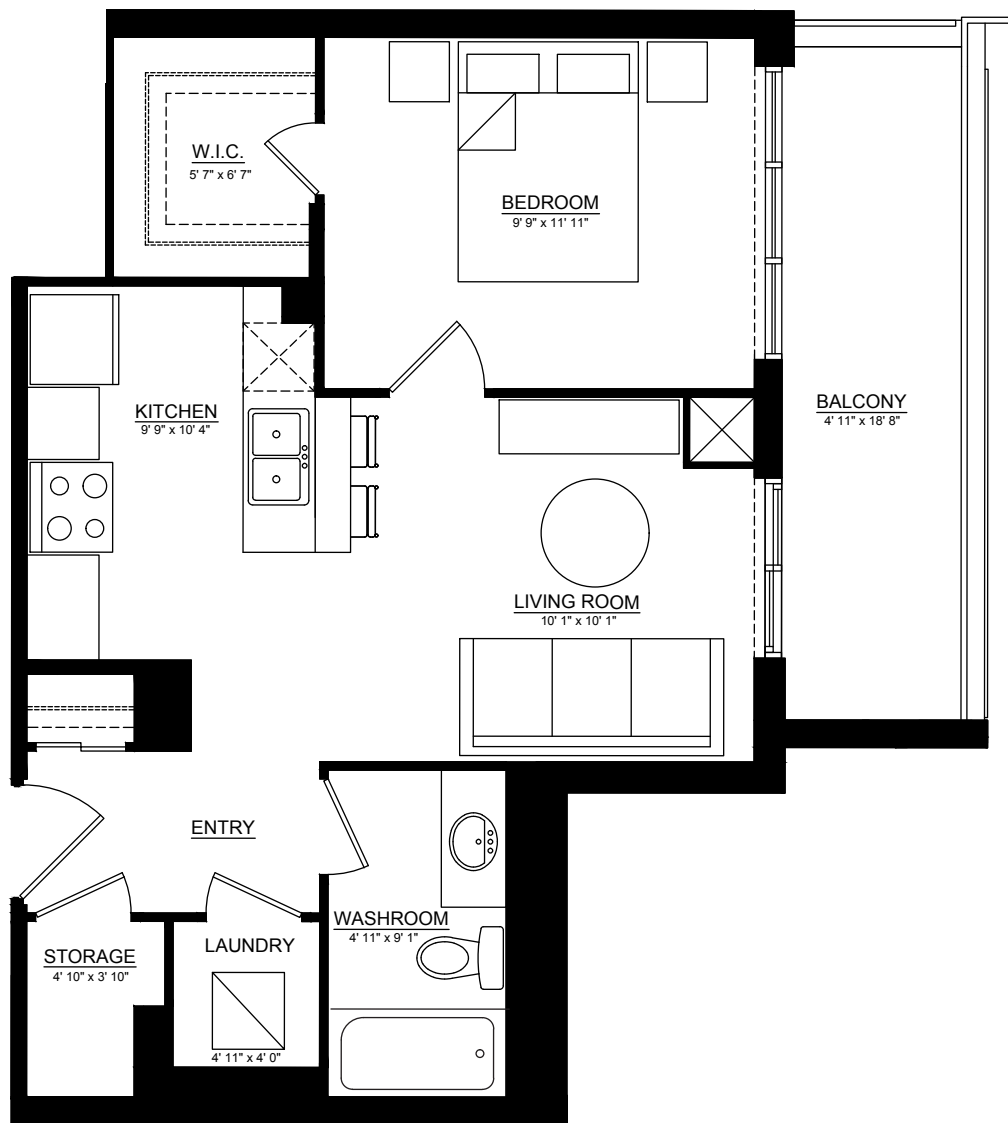 W.I.C.
5' 7" x 6' 7"
BEDROOM
9' 9" x 11' 11"
KITCHEN
9' 9" x 10' 4"
BALCONY
4' 11" x 18' 8"
LIVING ROOM
10' 1" x 10' 1"
ENTRY
WASHROOM
4' 11" x 9' 1"
STORAGE
4' 10" x 3' 10"
LAUNDRY
4' 11" x 4' 0"